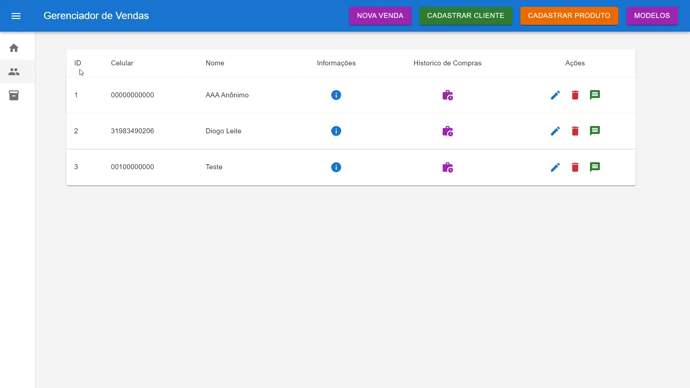 Gerenciador de Vendas NOVA VENDA CADASTRAR CLIENTE CADASTRAR PRODUTO MODELOS
ID Celular Nome Informações Histórico de Compras Ações
1 00000000000 AAA Anônimo
2 31983490206 Diogo Leite
3 00100000000 Teste